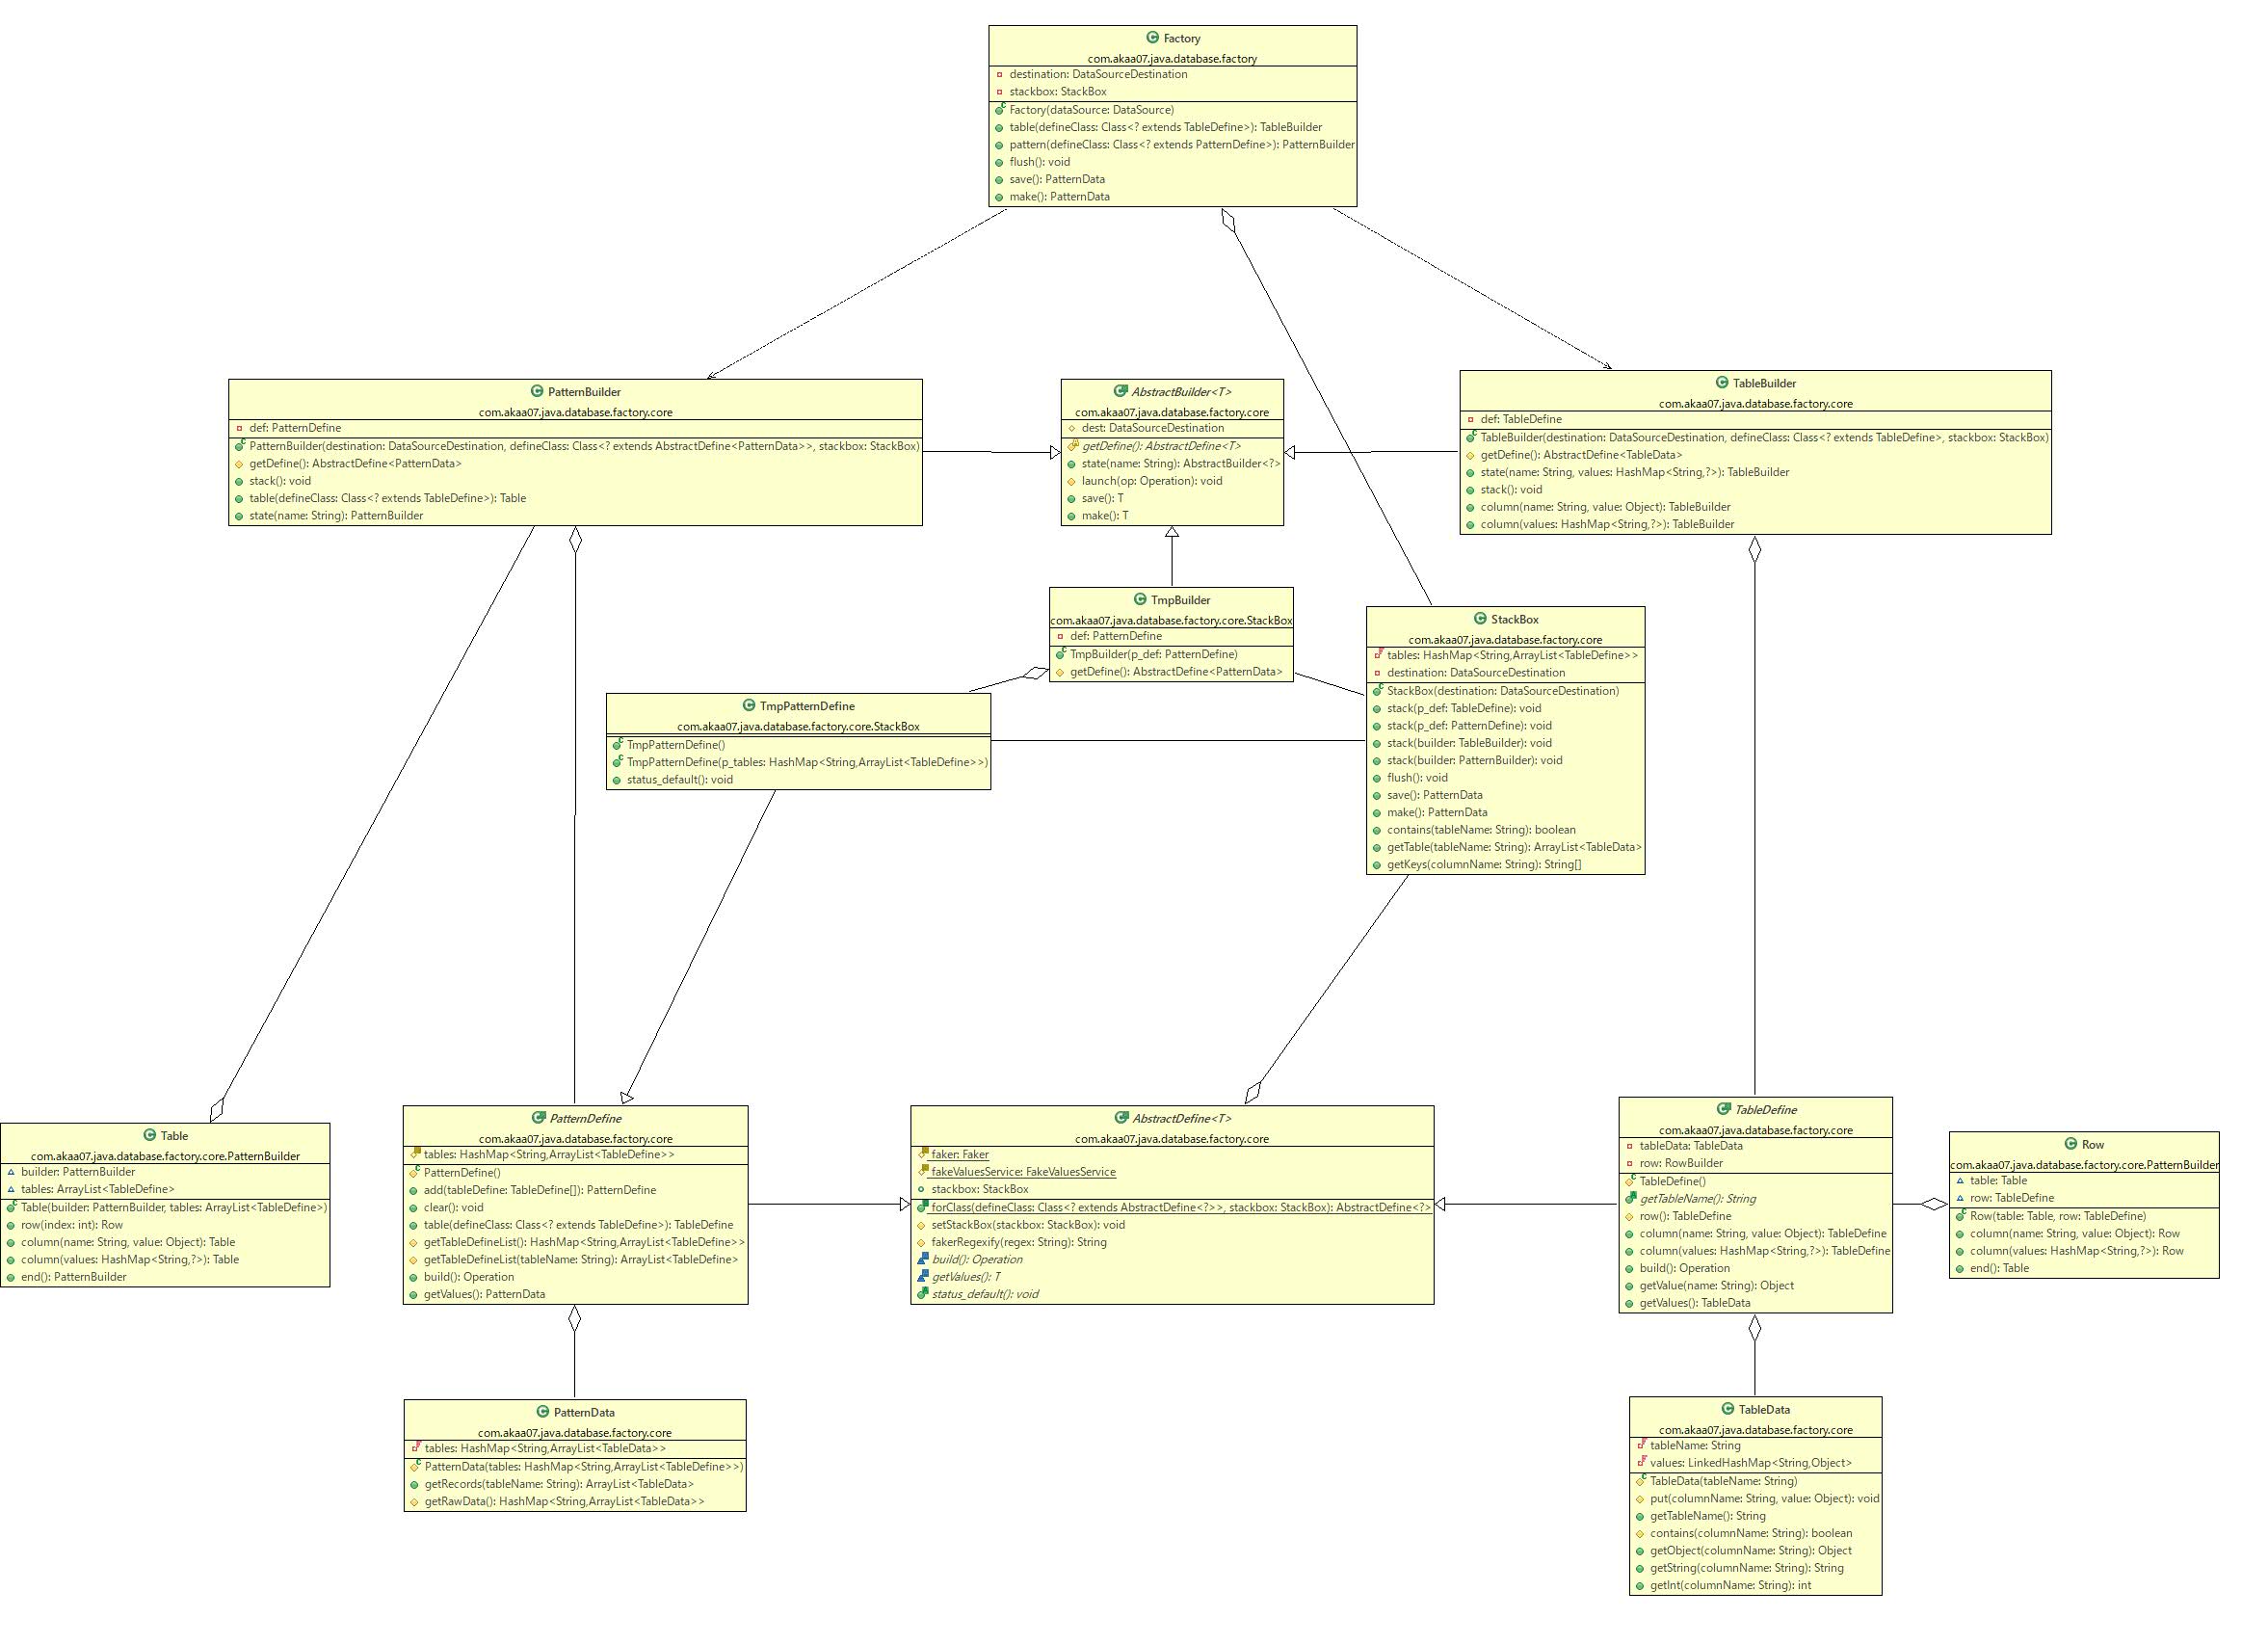 Factory
com.akaa07.java.database.factory
destination: DataSourceDestination
stackbox: StackBox
Factory(dataSource: DataSource)
table(defineClass: Class<? extends TableDefine>): TableBuilder
pattern(defineClass: Class<? extends PatternDefine>): PatternBuilder
flush(): void
save(): PatternData
make(): PatternData
PatternBuilder
com.akaa07.java.database.factory.core
def: PatternDefine
PatternBuilder(destination: DataSourceDestination, defineClass: Class<? extends AbstractDefine<PatternData>>, stackbox: StackBox)
getDefine(): AbstractDefine<PatternData>
stack(): void
table(defineClass: Class<? extends TableDefine>): Table
state(name: String): PatternBuilder
AbstractBuilder<T>
com.akaa07.java.database.factory.core
dest: DataSourceDestination
getDefine(): AbstractDefine<T>
state(name: String): AbstractBuilder<?>
launch(op: Operation): void
save(): T
make(): T
TableBuilder
com.akaa07.java.database.factory.core
def: TableDefine
TableBuilder(destination: DataSourceDestination, defineClass: Class<? extends TableDefine>, stackbox: StackBox)
getDefine(): AbstractDefine<TableData>
state(name: String, values: HashMap<String,?>): TableBuilder
stack(): void
column(name: String, value: Object): TableBuilder
column(values: HashMap<String,?>): TableBuilder
TmpBuilder
com.akaa07.java.database.factory.core.StackBox
def: PatternDefine
TmpBuilder(p_def: PatternDefine)
getDefine(): AbstractDefine<PatternData>
StackBox
com.akaa07.java.database.factory.core
tables: HashMap<String,ArrayList<TableDefine>>
destination: DataSourceDestination
StackBox(destination: DataSourceDestination)
stack(p_def: TableDefine): void
stack(p_def: PatternDefine): void
stack(builder: TableBuilder): void
stack(builder: PatternBuilder): void
flush(): void
save(): PatternData
make(): PatternData
contains(tableName: String): boolean
getTable(tableName: String): ArrayList<TableData>
getKeys(columnName: String): String[]
TmpPatternDefine
com.akaa07.java.database.factory.core.StackBox
TmpPatternDefine()
TmpPatternDefine(p_tables: HashMap<String,ArrayList<TableDefine>>)
status_default(): void
Table
com.akaa07.java.database.factory.core.PatternBuilder
builder: PatternBuilder
tables: ArrayList<TableDefine>
Table(builder: PatternBuilder, tables: ArrayList<TableDefine>)
row(index: int): Row
column(name: String, value: Object): Table
column(values: HashMap<String,?>): Table
end(): PatternBuilder
PatternDefine
com.akaa07.java.database.factory.core
tables: HashMap<String,ArrayList<TableDefine>>
PatternDefine()
add(tableDefine: TableDefine[]): PatternDefine
clear(): void
table(defineClass: Class<? extends TableDefine>): TableDefine
getTableDefineList(): HashMap<String,ArrayList<TableDefine>>
getTableDefineList(tableName: String): ArrayList<TableDefine>
build(): Operation
getValues(): PatternData
AbstractDefine<T>
com.akaa07.java.database.factory.core
faker: Faker
fakeValuesService: FakeValuesService
stackbox: StackBox
forClass(defineClass: Class<? extends AbstractDefine<?>>, stackbox: StackBox): AbstractDefine<?>
setStackBox(stackbox: StackBox): void
fakerRegexify(regex: String): String
build(): Operation
getValues(): T
status_default(): void
TableDefine
com.akaa07.java.database.factory.core
tableData: TableData
row: RowBuilder
TableDefine()
getTableName(): String
row(): TableDefine
column(name: String, value: Object): TableDefine
column(values: HashMap<String,?>): TableDefine
build(): Operation
getValue(name: String): Object
getValues(): TableData
Row
com.akaa07.java.database.factory.core.PatternBuilder
table: Table
row: TableDefine
Row(table: Table, row: TableDefine)
column(name: String, value: Object): Row
column(values: HashMap<String,?>): Row
end(): Table
PatternData
com.akaa07.java.database.factory.core
tables: HashMap<String,ArrayList<TableData>>
PatternData(tables: HashMap<String,ArrayList<TableDefine>>)
getRecords(tableName: String): ArrayList<TableData>
getRawData(): HashMap<String,ArrayList<TableData>>
TableData
com.akaa07.java.database.factory.core
tableName: String
values: LinkedHashMap<String,Object>
TableData(tableName: String)
put(columnName: String, value: Object): void
getTableName(): String
contains(columnName: String): boolean
getObject(columnName: String): Object
getString(columnName: String): String
getInt(columnName: String): int